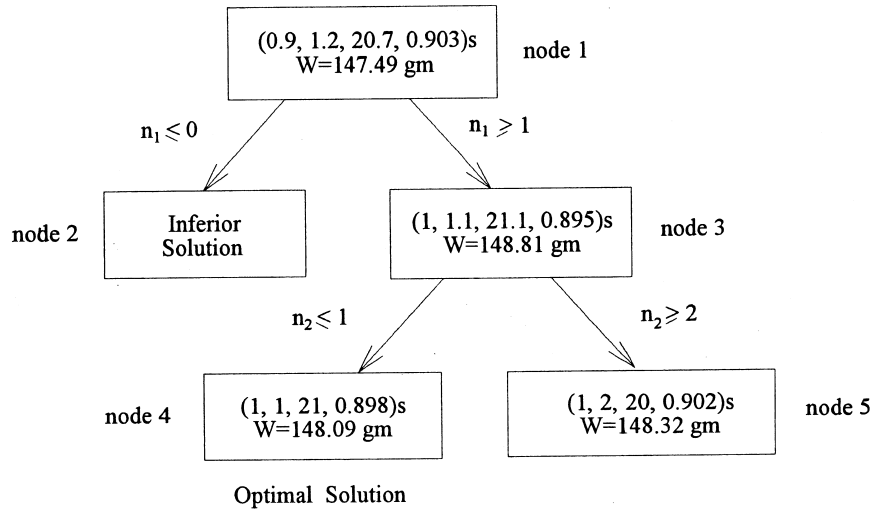 (0.9, 1.2, 20.7, 0.903)s
W=147.49 gm
node 1
n₁⩽0
n₁⩾1
node 2
Inferior
Solution
(1, 1.1, 21.1, 0.895)s
W=148.81 gm
node 3
n₂⩽1
n₂⩾2
node 4
(1, 1, 21, 0.898)s
W=148.09 gm
(1, 2, 20, 0.902)s
W=148.32 gm
node 5
Optimal Solution